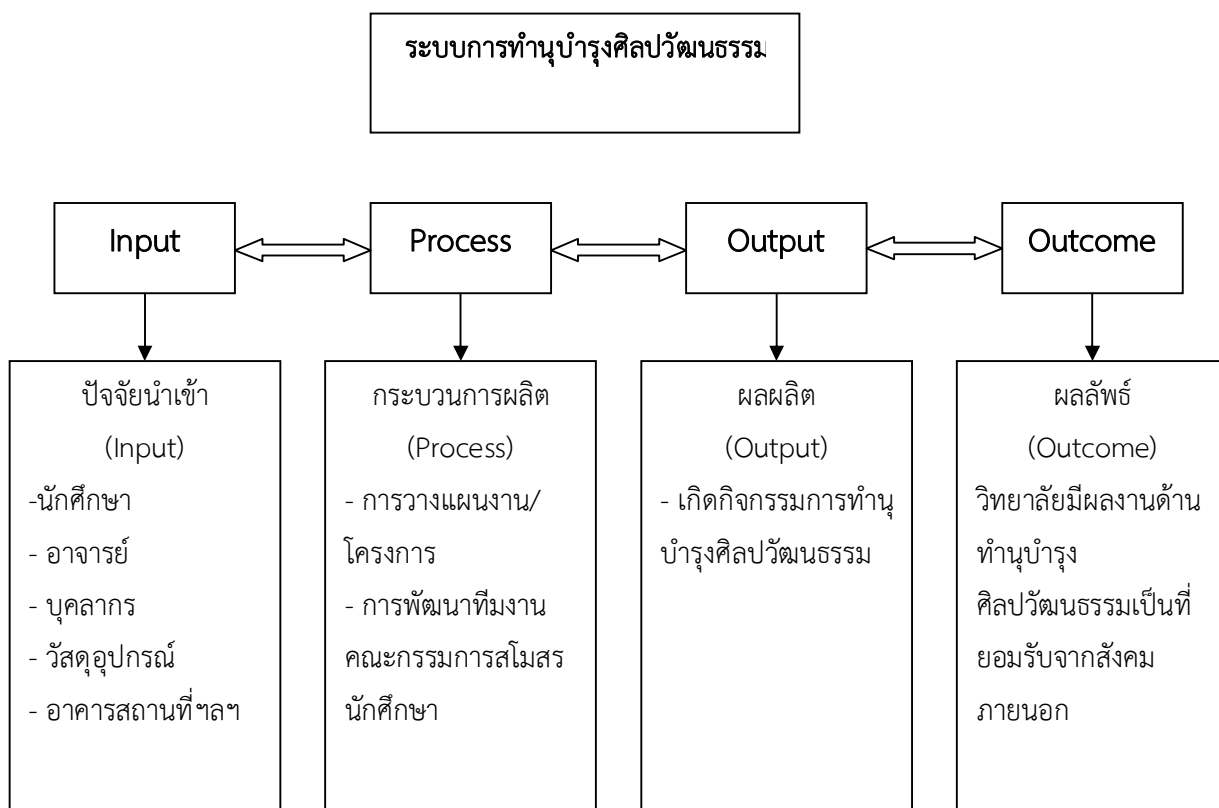 ระบบการทำนุบำรุงศิลปวัฒนธรรม
Input
Process
Output
Outcome
ปัจจัยนำเข้า
(Input)
-นักศึกษา
- อาจารย์
- บุคลากร
- วัสดุอุปกรณ์
- อาคารสถานที่ฯลฯ
กระบวนการผลิต
(Process)
- การวางแผนงาน/
โครงการ
- การพัฒนาทีมงาน
คณะกรรมการสโมสร
นักศึกษา
ผลผลิต
(Output)
- เกิดกิจกรรมการทำนุ
บำรุงศิลปวัฒนธรรม
ผลลัพธ์
(Outcome)
วิทยาลัยมีผลงานด้าน
ทำนุบำรุง
ศิลปวัฒนธรรมเป็นที่
ยอมรับจากสังคม
ภายนอก